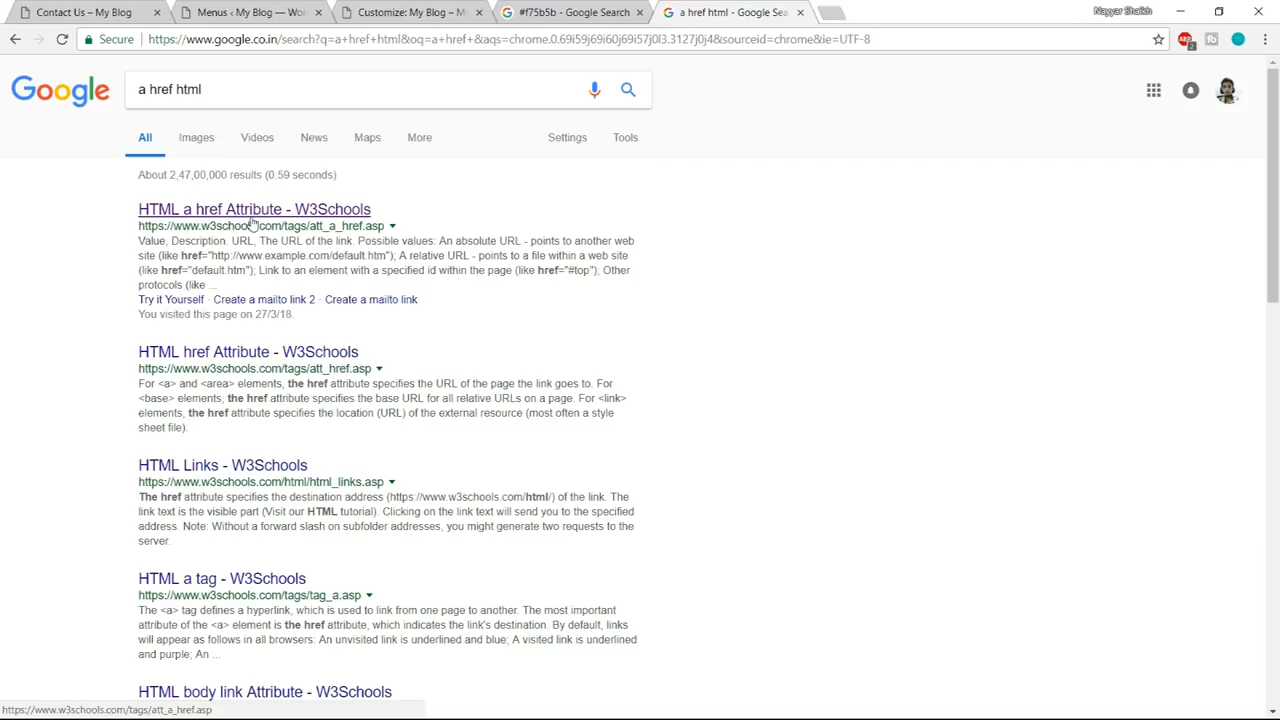 Contact Us – My Blog
Menus ‹ My Blog — Wor
Customize: My Blog – M
#f75b5b - Google Search
a href html - Google Sea
Nayyar Shaikh
Secure
https://www.google.co.in/search?q=a+href+html&oq=a+href+&aqs=chrome.0.69i59j69i60j69i57j0l3.3127j0j4&sourceid=chrome&ie=UTF-8
Google
a href html
All Images Videos News Maps More Settings Tools
About 2,47,00,000 results (0.59 seconds)
HTML a href Attribute - W3Schools
https://www.w3schools.com/tags/att_a_href.asp
Value, Description. URL, The URL of the link. Possible values: An absolute URL - points to another web
site (like href="http://www.example.com/default.htm"); A relative URL - points to a file within a web site
(like href="default.htm"); Link to an element with a specified id within the page (like href="#top"); Other
protocols (like ...
Try it Yourself · Create a mailto link 2 · Create a mailto link
You visited this page on 27/3/18.
HTML href Attribute - W3Schools
https://www.w3schools.com/tags/att_href.asp
For <a> and <area> elements, the href attribute specifies the URL of the page the link goes to. For
<base> elements, the href attribute specifies the base URL for all relative URLs on a page. For <link>
elements, the href attribute specifies the location (URL) of the external resource (most often a style
sheet file).
HTML Links - W3Schools
https://www.w3schools.com/html/html_links.asp
The href attribute specifies the destination address (https://www.w3schools.com/html/) of the link. The
link text is the visible part (Visit our HTML tutorial). Clicking on the link text will send you to the specified
address. Note: Without a forward slash on subfolder addresses, you might generate two requests to the
server.
HTML a tag - W3Schools
https://www.w3schools.com/tags/tag_a.asp
The <a> tag defines a hyperlink, which is used to link from one page to another. The most important
attribute of the <a> element is the href attribute, which indicates the link's destination. By default, links
will appear as follows in all browsers: An unvisited link is underlined and blue; A visited link is underlined
and purple; An ...
HTML body link Attribute - W3Schools
https://www.w3schools.com/tags/att_a_href.asp